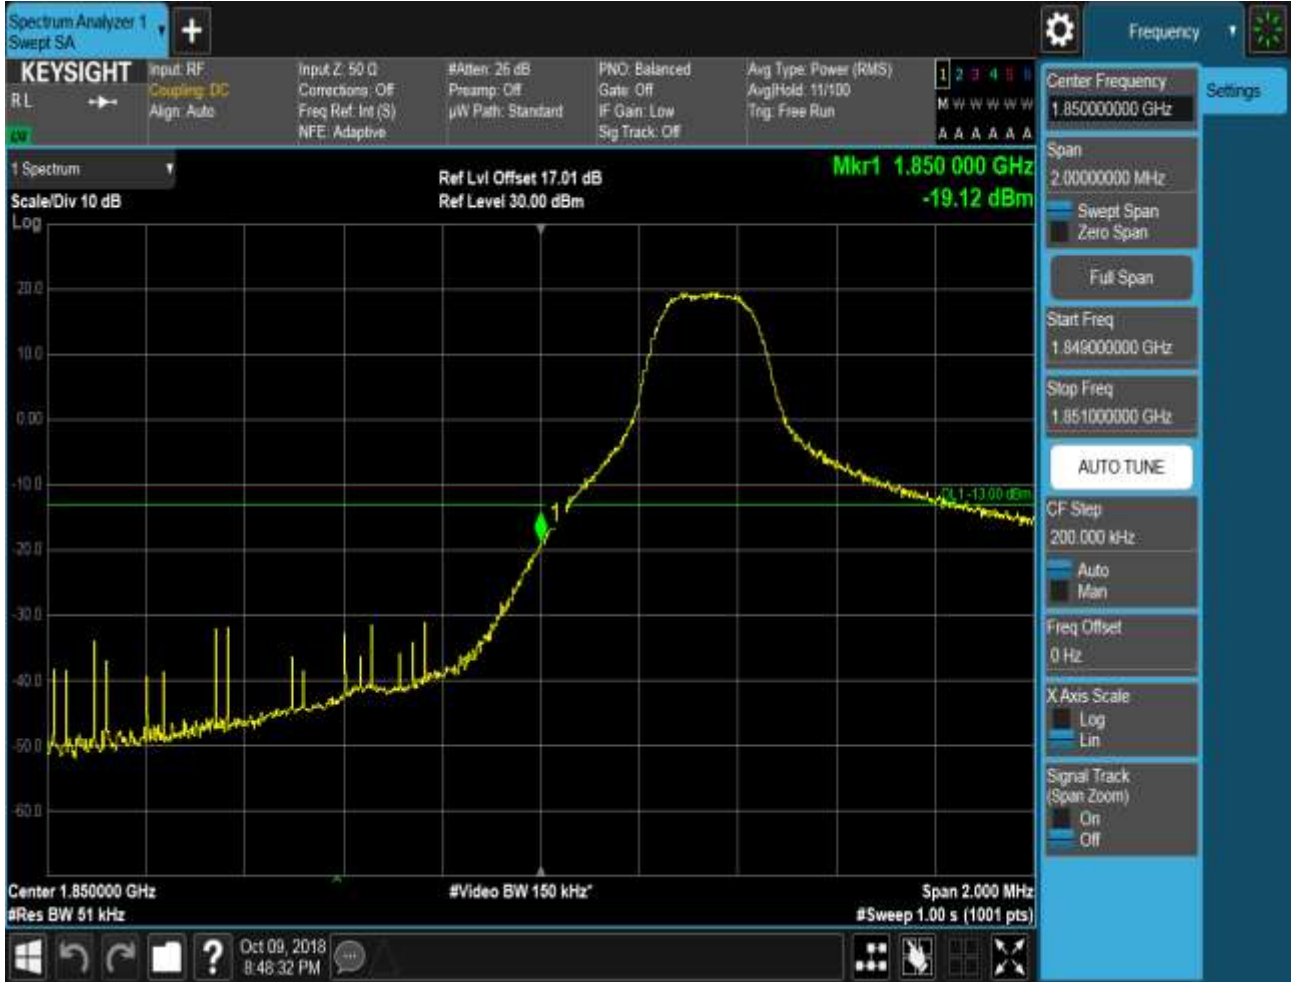 Spectrum Analyzer 1
Swept SA
Frequency
KEYSIGHT
RL
Input: RF
Coupling: DC
Align: Auto
Input Z: 50 Ω
Corrections: Off
Freq Ref: Int (S)
NFE: Adaptive
#Atten: 26 dB
Preamp: Off
µW Path: Standard
PNO: Balanced
Gate: Off
IF Gain: Low
Sig Track: Off
Avg Type: Power (RMS)
Avg|Hold: 11/100
Trig: Free Run
1 2 3 4 5 6
M W W W W W
A A A A A A
1 Spectrum
Scale/Div 10 dB
Log
Ref Lvl Offset 17.01 dB
Ref Level 30.00 dBm
Mkr1 1.850 000 GHz
-19.12 dBm
20.0
10.0
0.00
-10.0
-20.0
-30.0
-40.0
-50.0
-60.0
DL1 -13.00 dBm
1
Center 1.850000 GHz
#Res BW 51 kHz
#Video BW 150 kHz*
Span 2.000 MHz
#Sweep 1.00 s (1001 pts)
Oct 09, 2018
8:48:32 PM
Settings
Center Frequency
1.850000000 GHz
Span
2.00000000 MHz
Swept Span
Zero Span
Full Span
Start Freq
1.849000000 GHz
Stop Freq
1.851000000 GHz
AUTO TUNE
CF Step
200.000 kHz
Auto
Man
Freq Offset
0 Hz
X Axis Scale
Log
Lin
Signal Track
(Span Zoom)
On
Off